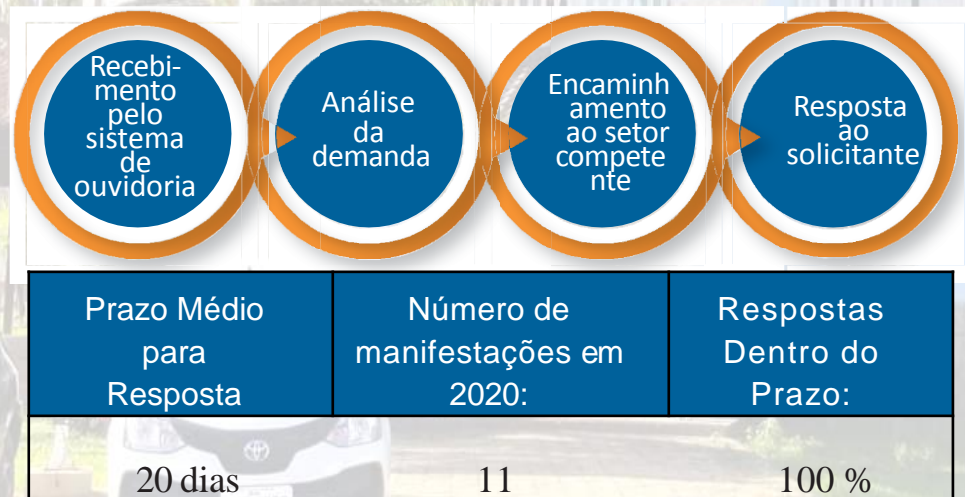 Recebi-
mento
pelo
sistema
de
ouvidoria
Análise
da
demanda
Encaminh
amento
ao setor
compete
nte
Resposta
ao
solicitante
Prazo Médio
para
Resposta
Número de
manifestações em
2020:
Respostas
Dentro do
Prazo:
20 dias
11
100 %